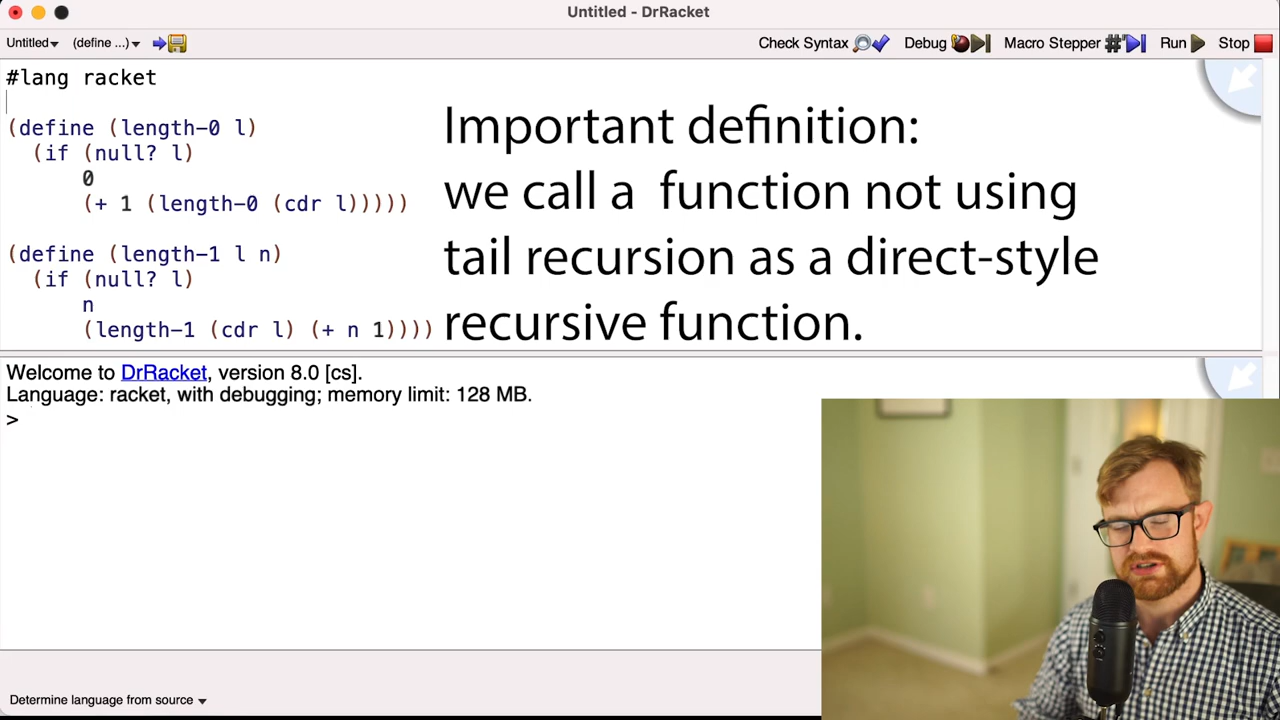 Untitled - DrRacket
Untitled (define ...) Check Syntax Debug Macro Stepper Run Stop
#lang racket
(define (length-0 l)
(if (null? l)
0
(+ 1 (length-0 (cdr l)))))
(define (length-1 l n)
(if (null? l)
n
(length-1 (cdr l) (+ n 1))))
Important definition:
we call a function not using
tail recursion as a direct-style
recursive function.
Welcome to DrRacket, version 8.0 [cs].
Language: racket, with debugging; memory limit: 128 MB.
>
Determine language from source